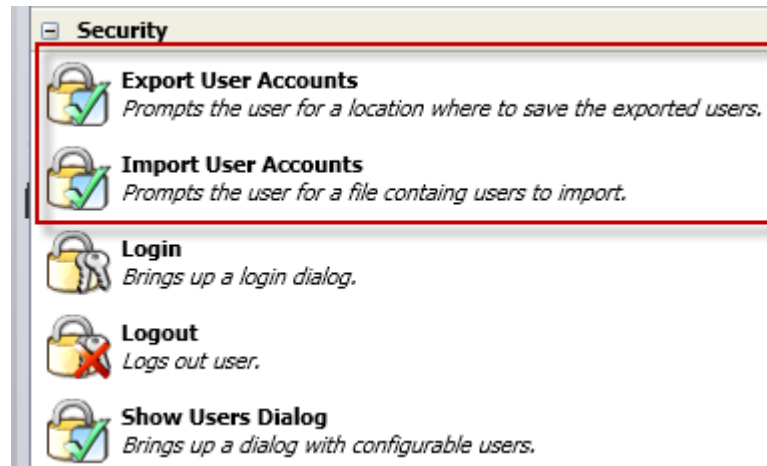 Security
Export User Accounts
Prompts the user for a location where to save the exported users.
Import User Accounts
Prompts the user for a file containg users to import.
Login
Brings up a login dialog.
Logout
Logs out user.
Show Users Dialog
Brings up a dialog with configurable users.